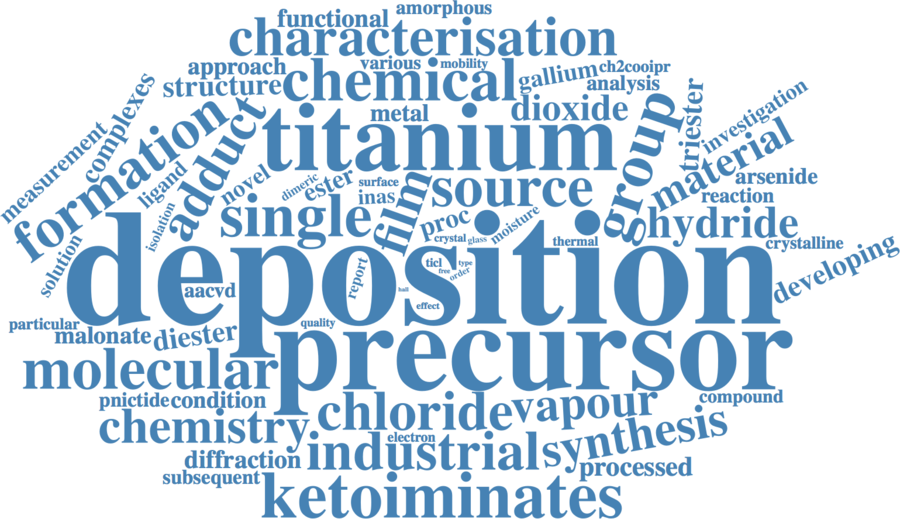 amorphous
functional
characterisation
approach
various
mobility
structure
chemical
gallium
ch2cooipr
analysis
measurement
complexes
formation
adduct
titanium
metal
dioxide
group
triester
investigation
material
ligand
novel
dimeric
ester
surface
inas
film
source
arsenide
reaction
isolation
single
proc
crystal
glass
moisture
thermal
hydride
crystalline
developing
solution
deposition
aacvd
report
ticl
free
type
order
ball
effect
particular
malonate
diester
quality
precursor
molecular
pnictide
condition
chloride
vapour
compound
chemistry
electron
industrial
synthesis
diffraction
processed
subsequent
ketoiminates